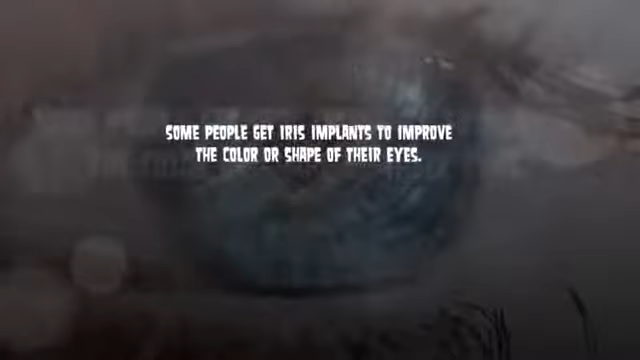 SOME PEOPLE GET IRIS IMPLANTS TO IMPROVE
THE COLOR OR SHAPE OF THEIR EYES.